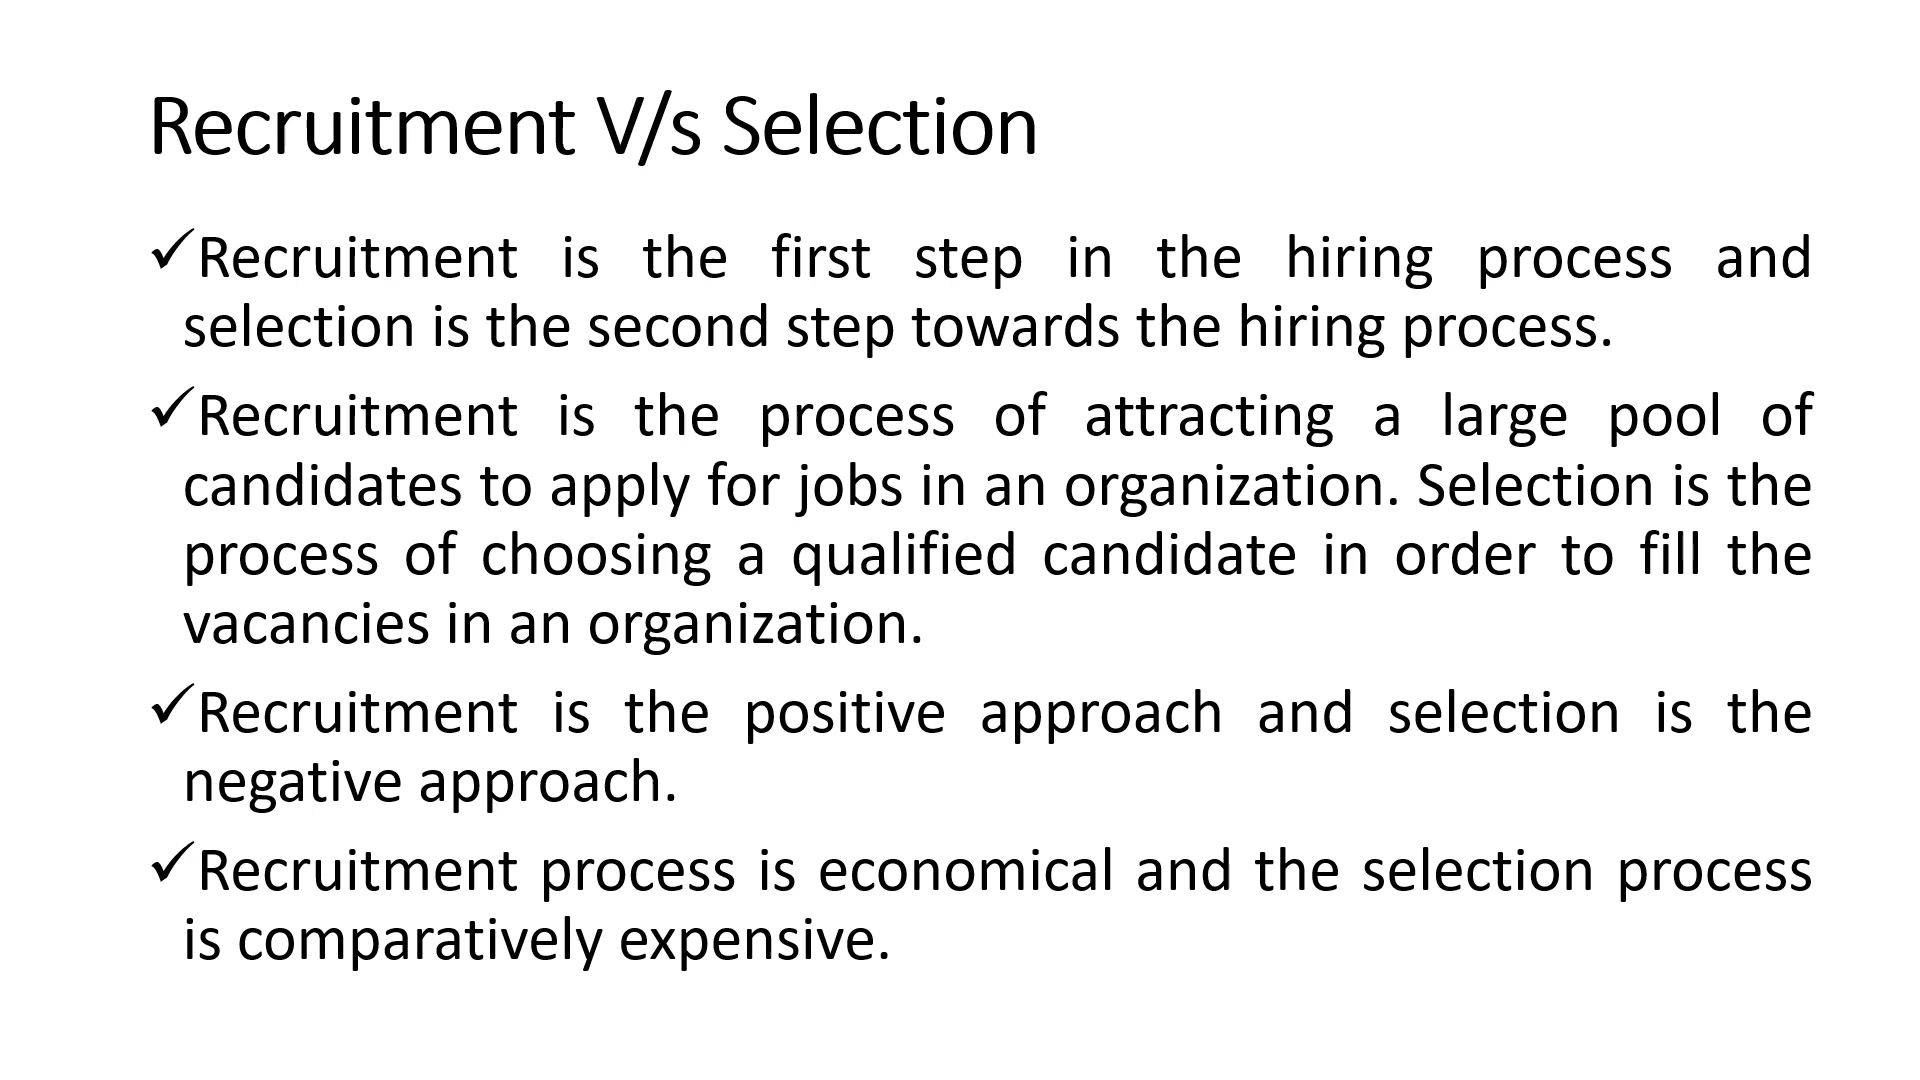 Recruitment V/s Selection
✓Recruitment is the first step in the hiring process and
selection is the second step towards the hiring process.
✓Recruitment is the process of attracting a large pool of
candidates to apply for jobs in an organization. Selection is the
process of choosing a qualified candidate in order to fill the
vacancies in an organization.
✓Recruitment is the positive approach and selection is the
negative approach.
✓Recruitment process is economical and the selection process
is comparatively expensive.